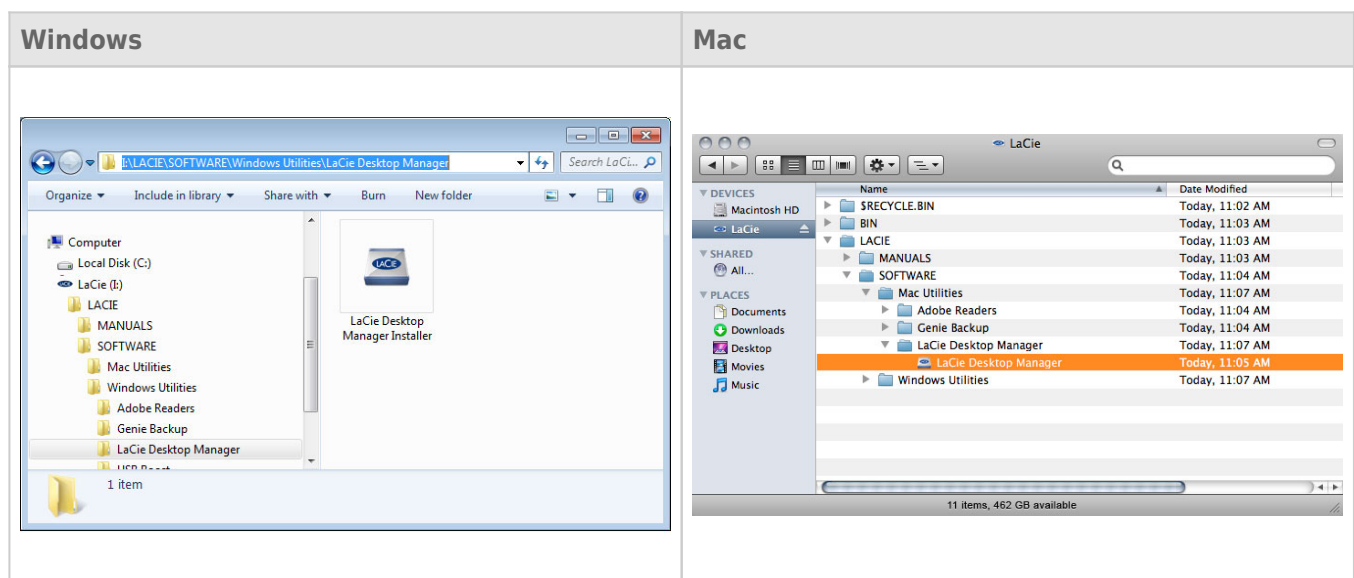 Windows
Mac
I:\LACIE\SOFTWARE\Windows Utilities\LaCie Desktop Manager
Search LaCi...
Organize Include in library Share with Burn New folder
Computer
Local Disk (C:)
LaCie (I:)
LACIE
MANUALS
SOFTWARE
Mac Utilities
Windows Utilities
Adobe Readers
Genie Backup
LaCie Desktop Manager
USB Boost
LACIE
LaCie Desktop
Manager Installer
1 item
LaCie
DEVICES
Macintosh HD
LaCie
SHARED
All...
PLACES
Documents
Downloads
Desktop
Movies
Music
Name Date Modified
$RECYCLE.BIN Today, 11:02 AM
BIN Today, 11:03 AM
LACIE Today, 11:03 AM
MANUALS Today, 11:03 AM
SOFTWARE Today, 11:04 AM
Mac Utilities Today, 11:07 AM
Adobe Readers Today, 11:04 AM
Genie Backup Today, 11:04 AM
LaCie Desktop Manager Today, 11:07 AM
LaCie Desktop Manager Today, 11:05 AM
Windows Utilities Today, 11:07 AM
11 items, 462 GB available